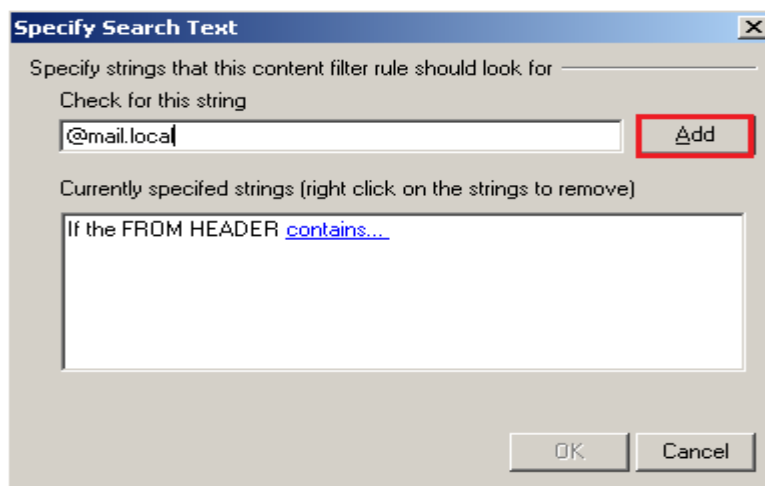 Specify Search Text
Specify strings that this content filter rule should look for
Check for this string
@mail.local
Add
Currently specifed strings (right click on the strings to remove)
If the FROM HEADER contains...
OK
Cancel